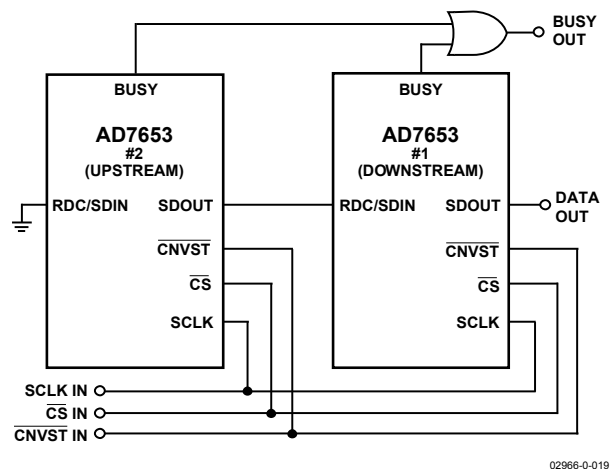 BUSY
OUT
BUSY
BUSY
AD7653
#2
(UPSTREAM)
AD7653
#1
(DOWNSTREAM)
RDC/SDIN
SDOUT
RDC/SDIN
SDOUT
DATA
OUT
CNVST
CNVST
CS
CS
SCLK
SCLK
SCLK IN
CS IN
CNVST IN
02966-0-019